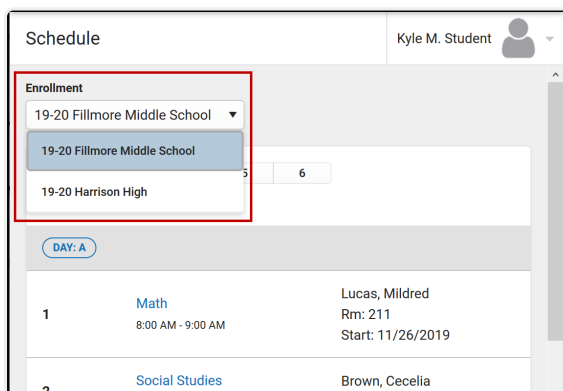 Schedule
Kyle M. Student
Enrollment
19-20 Fillmore Middle School
19-20 Fillmore Middle School
19-20 Harrison High
6
DAY: A
1
Math
8:00 AM - 9:00 AM
Lucas, Mildred
Rm: 211
Start: 11/26/2019
Social Studies
Brown, Cecelia